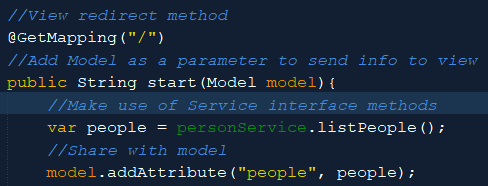 //View redirect method
@GetMapping("/")
//Add Model as a parameter to send info to view
public String start(Model model){
//Make use of Service interface methods
var people = personService.listPeople();
//Share with model
model.addAttribute("people", people);